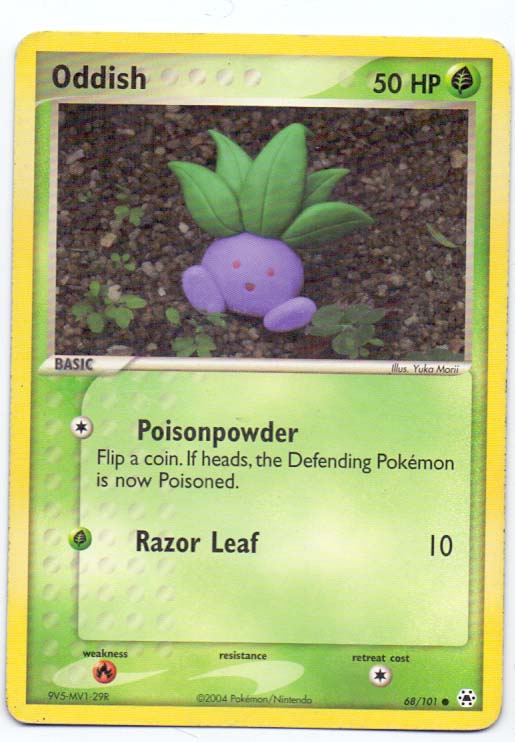 Oddish 50 HP
BASIC
Illus. Yuka Morii
Poisonpowder
Flip a coin. If heads, the Defending Pokémon
is now Poisoned.
Razor Leaf 10
weakness resistance retreat cost
9V5-MV1-29R ©2004 Pokémon/Nintendo 68/101